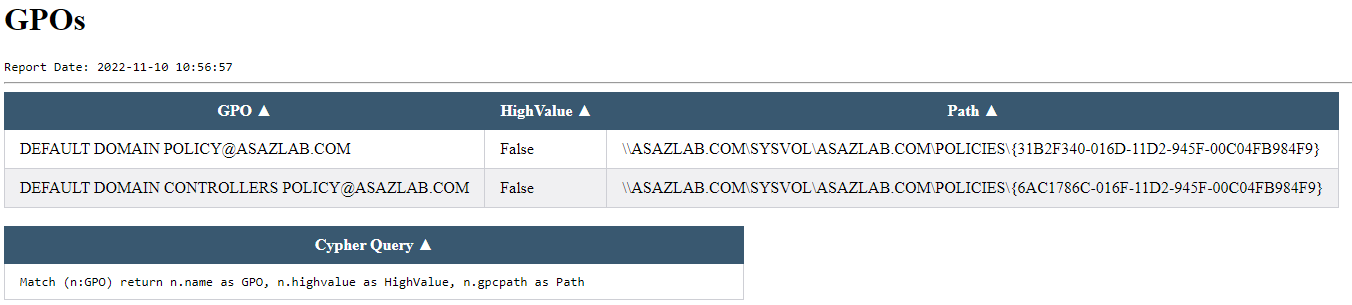 GPOs
Report Date: 2022-11-10 10:56:57
GPO ▲ HighValue ▲ Path ▲
DEFAULT DOMAIN POLICY@ASAZLAB.COM False \\ASAZLAB.COM\SYSVOL\ASAZLAB.COM\POLICIES\{31B2F340-016D-11D2-945F-00C04FB984F9}
DEFAULT DOMAIN CONTROLLERS POLICY@ASAZLAB.COM False \\ASAZLAB.COM\SYSVOL\ASAZLAB.COM\POLICIES\{6AC1786C-016F-11D2-945F-00C04FB984F9}
Cypher Query ▲
Match (n:GPO) return n.name as GPO, n.highvalue as HighValue, n.gpcpath as Path